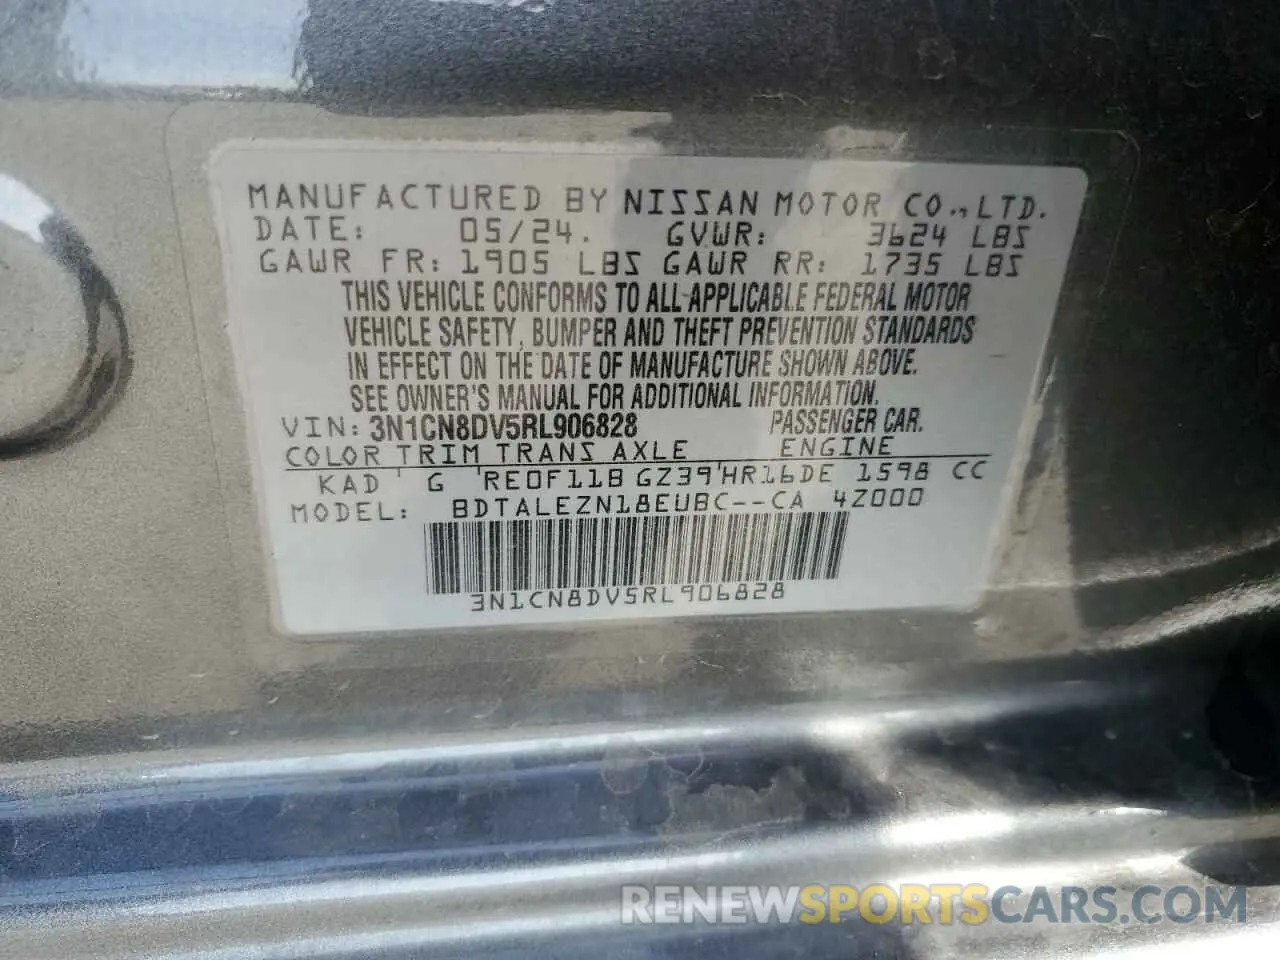 MANUFACTURED BY NISSAN MOTOR CO., LTD.
DATE: 05/24. GVWR: 3624 LBS
GAWR FR: 1905 LBS GAWR RR: 1735 LBS
THIS VEHICLE CONFORMS TO ALL APPLICABLE FEDERAL MOTOR
VEHICLE SAFETY, BUMPER AND THEFT PREVENTION STANDARDS
IN EFFECT ON THE DATE OF MANUFACTURE SHOWN ABOVE.
SEE OWNER'S MANUAL FOR ADDITIONAL INFORMATION.
VIN: 3N1CN8DV5RL906828 PASSENGER CAR.
COLOR TRIM TRANS AXLE ENGINE
KAD G RE0F11B GZ39 HR16DE 1598 CC
MODEL: BDTALEZN18EUBC--CA 4Z000
3N1CN8DV5RL906828
RENEWSPORTSCARS.COM